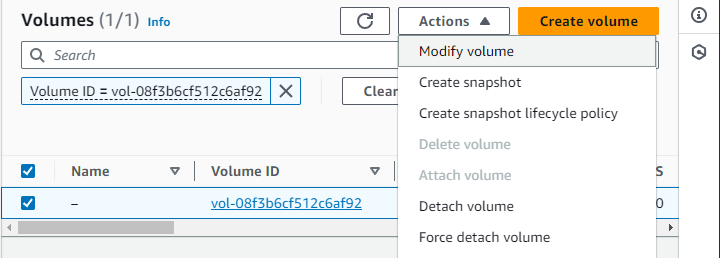 Volumes (1/1) Info
Actions
Create volume
Search
Modify volume
Create snapshot
Create snapshot lifecycle policy
Delete volume
Attach volume
Detach volume
Force detach volume
Volume ID = vol-08f3b6cf512c6af92
Clear
Name
Volume ID
S
–
vol-08f3b6cf512c6af92
0